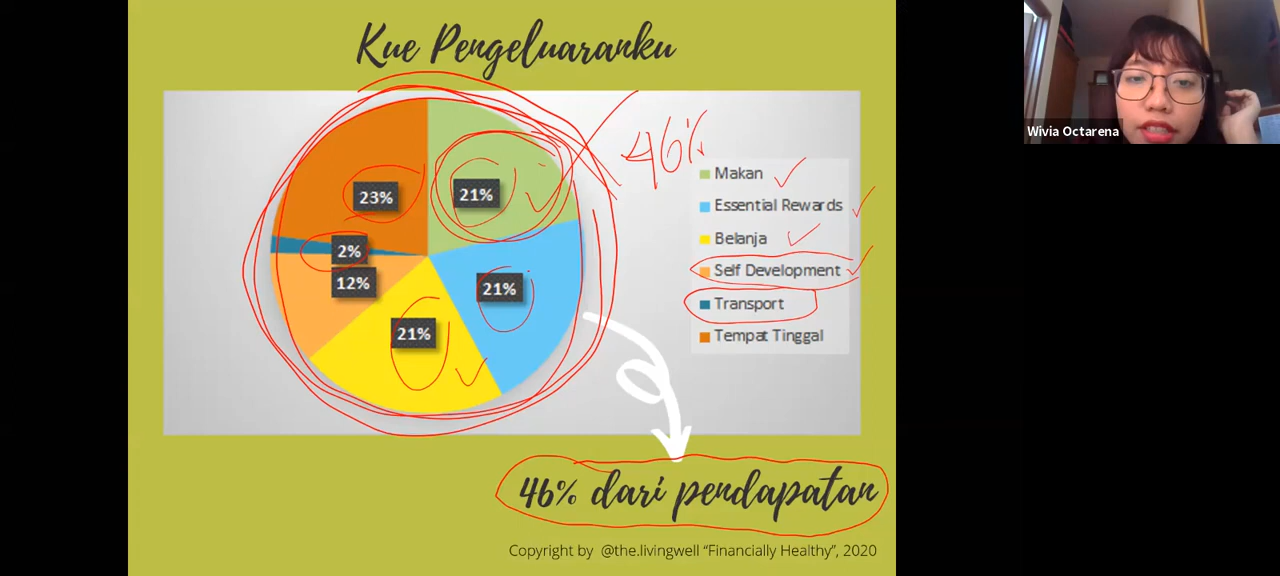 Kue Pengeluaranku
46%
23%
21%
2%
12%
21%
21%
Makan
Essential Rewards
Belanja
Self Development
Transport
Tempat Tinggal
46% dari pendapatan
Copyright by @the.livingwell "Financially Healthy", 2020
Wivia Octarena